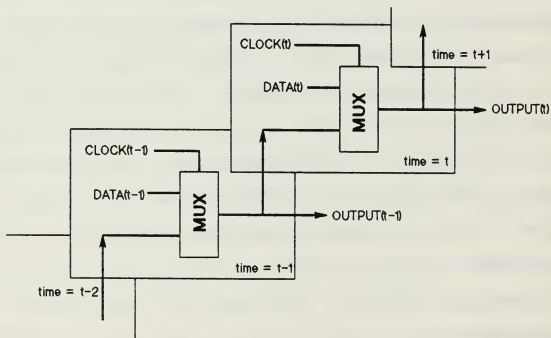 CLOCK(t)
time = t+1
DATA(t)
MUX
OUTPUT(t)
time = t
CLOCK(t-1)
DATA(t-1)
MUX
OUTPUT(t-1)
time = t-1
time = t-2